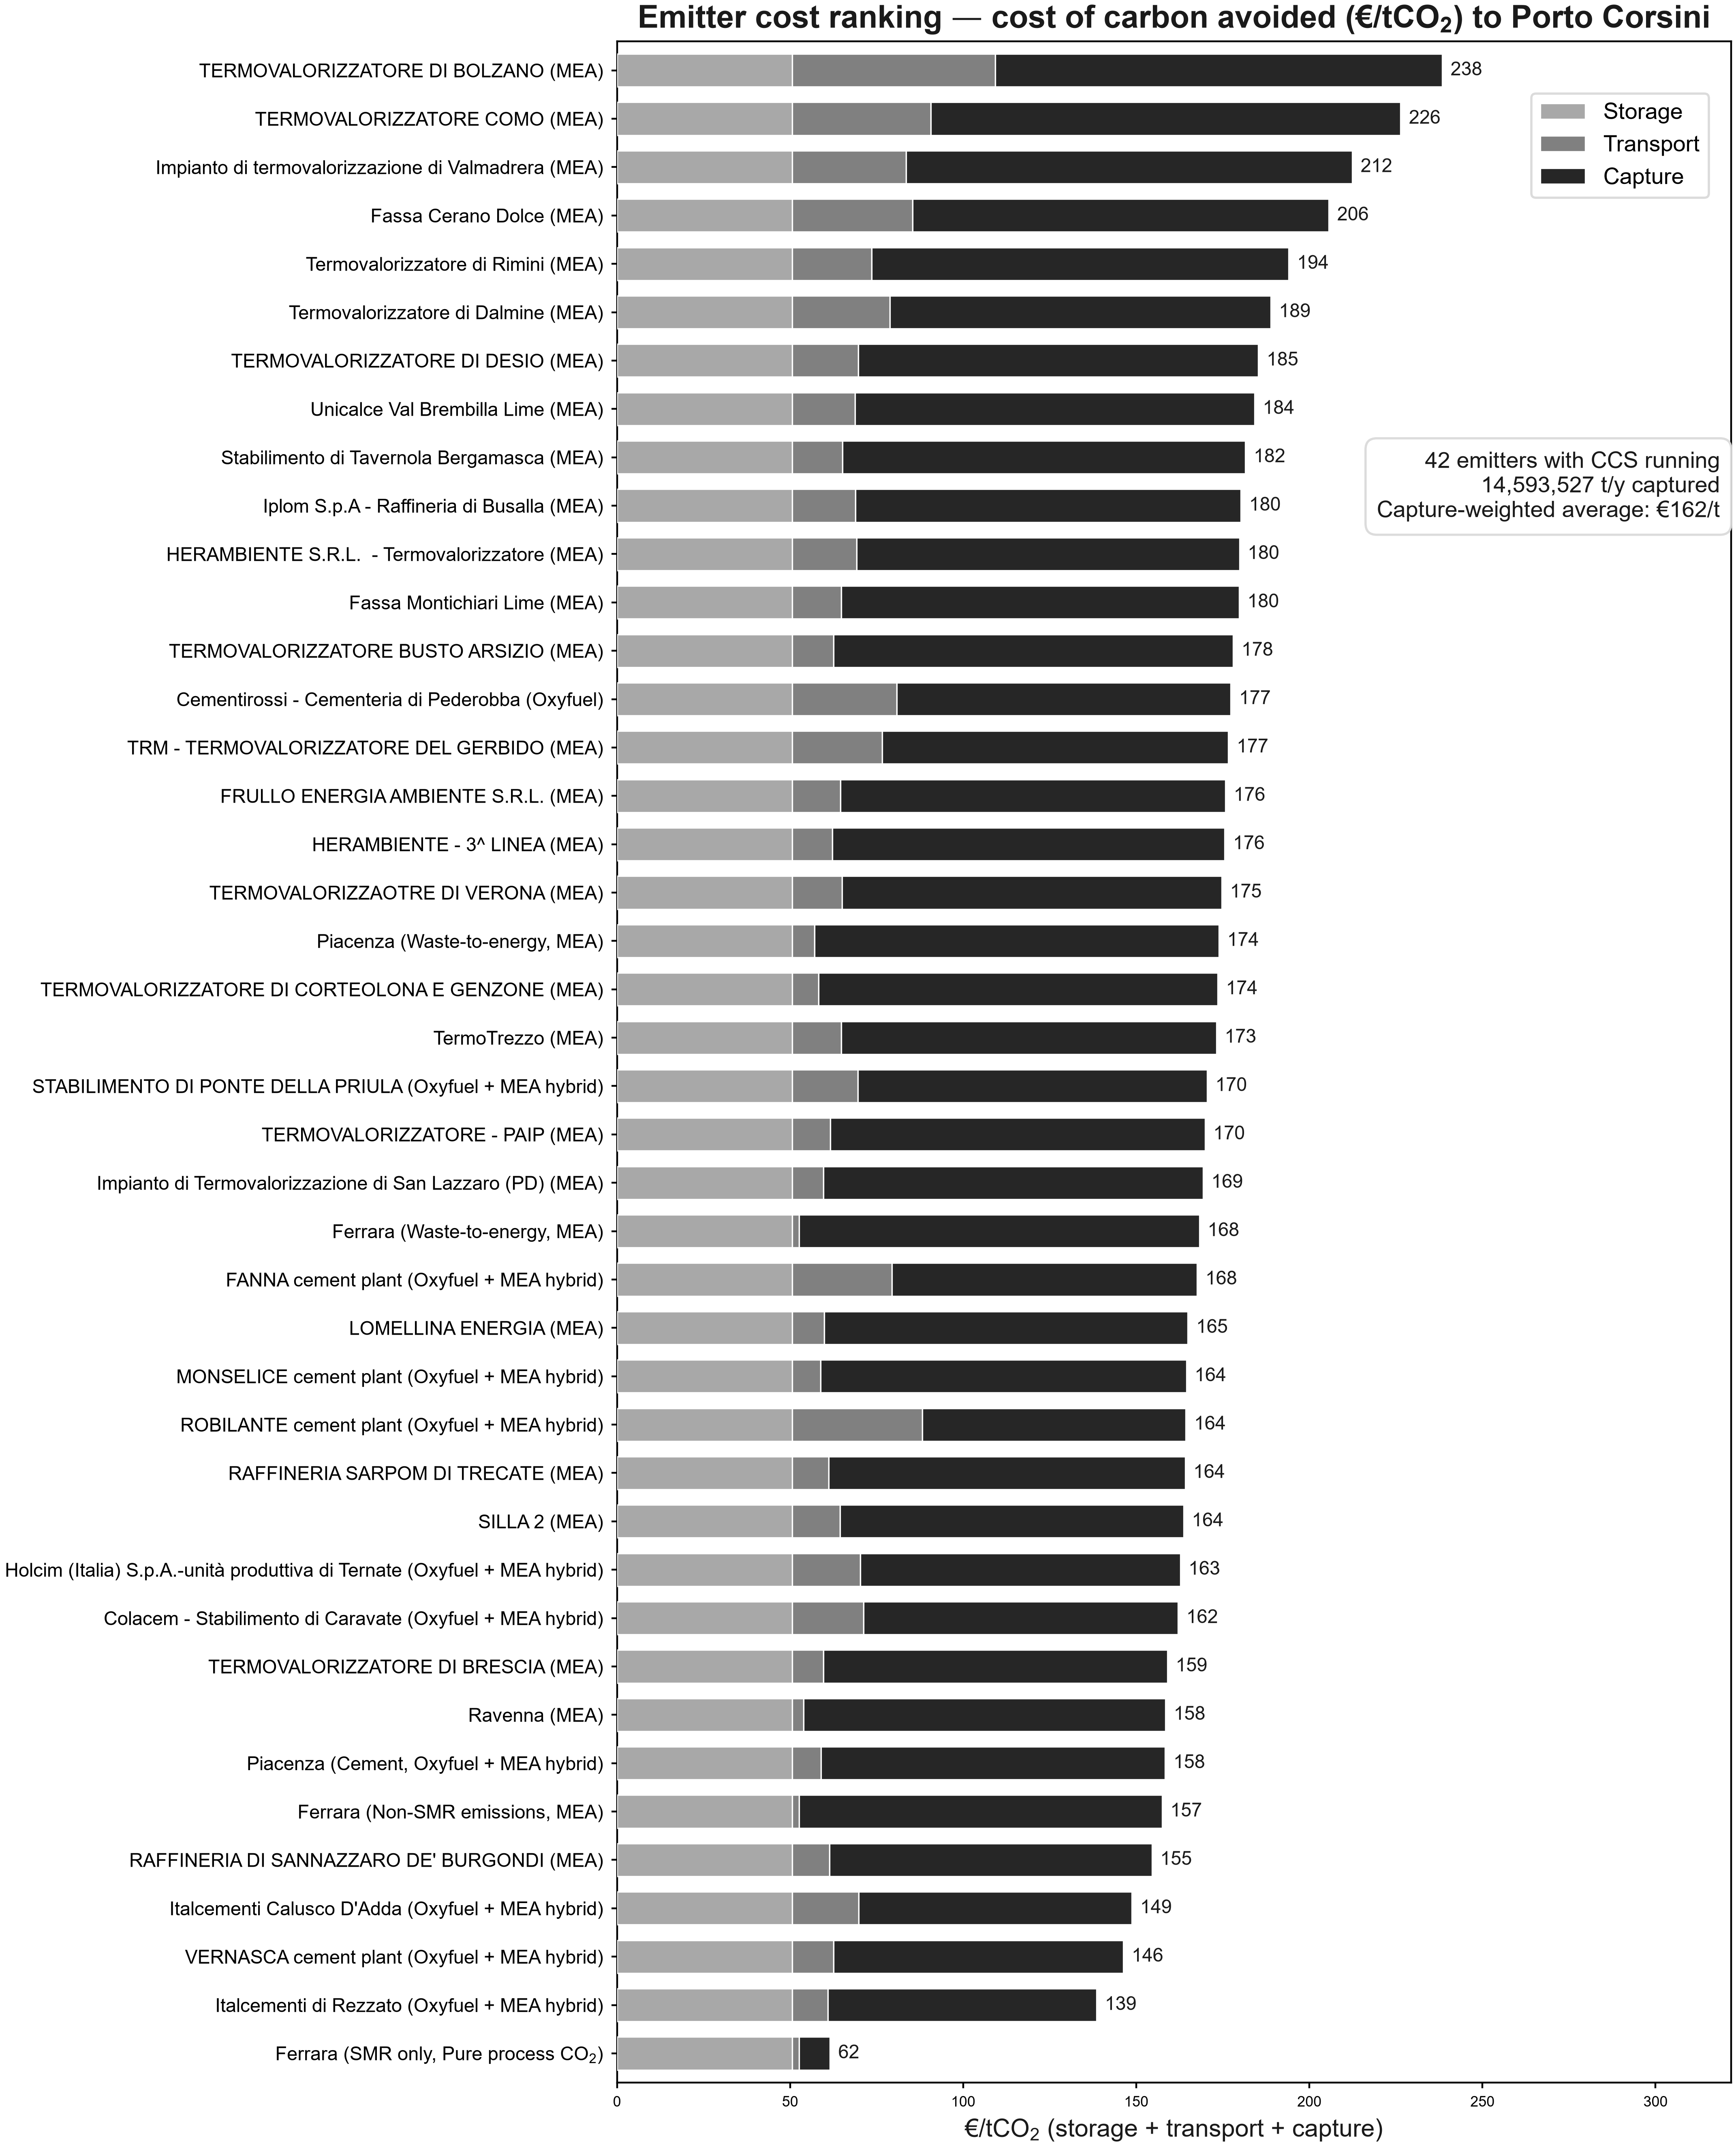 Emitter cost ranking — cost of carbon avoided (€/tCO₂) to Porto Corsini
TERMOVALORIZZATORE DI BOLZANO (MEA) 238
TERMOVALORIZZATORE COMO (MEA) 226
Impianto di termovalorizzazione di Valmadrera (MEA) 212
Fassa Cerano Dolce (MEA) 206
Termovalorizzatore di Rimini (MEA) 194
Termovalorizzatore di Dalmine (MEA) 189
TERMOVALORIZZATORE DI DESIO (MEA) 185
Unicalce Val Brembilla Lime (MEA) 184
Stabilimento di Tavernola Bergamasca (MEA) 182
Iplom S.p.A - Raffineria di Busalla (MEA) 180
HERAMBIENTE S.R.L.  - Termovalorizzatore (MEA) 180
Fassa Montichiari Lime (MEA) 180
TERMOVALORIZZATORE BUSTO ARSIZIO (MEA) 178
Cementirossi - Cementeria di Pederobba (Oxyfuel) 177
TRM - TERMOVALORIZZATORE DEL GERBIDO (MEA) 177
FRULLO ENERGIA AMBIENTE S.R.L. (MEA) 176
HERAMBIENTE - 3^ LINEA (MEA) 176
TERMOVALORIZZAOTRE DI VERONA (MEA) 175
Piacenza (Waste-to-energy, MEA) 174
TERMOVALORIZZATORE DI CORTEOLONA E GENZONE (MEA) 174
TermoTrezzo (MEA) 173
STABILIMENTO DI PONTE DELLA PRIULA (Oxyfuel + MEA hybrid) 170
TERMOVALORIZZATORE - PAIP (MEA) 170
Impianto di Termovalorizzazione di San Lazzaro (PD) (MEA) 169
Ferrara (Waste-to-energy, MEA) 168
FANNA cement plant (Oxyfuel + MEA hybrid) 168
LOMELLINA ENERGIA (MEA) 165
MONSELICE cement plant (Oxyfuel + MEA hybrid) 164
ROBILANTE cement plant (Oxyfuel + MEA hybrid) 164
RAFFINERIA SARPOM DI TRECATE (MEA) 164
SILLA 2 (MEA) 164
Holcim (Italia) S.p.A.-unità produttiva di Ternate (Oxyfuel + MEA hybrid) 163
Colacem - Stabilimento di Caravate (Oxyfuel + MEA hybrid) 162
TERMOVALORIZZATORE DI BRESCIA (MEA) 159
Ravenna (MEA) 158
Piacenza (Cement, Oxyfuel + MEA hybrid) 158
Ferrara (Non-SMR emissions, MEA) 157
RAFFINERIA DI SANNAZZARO DE' BURGONDI (MEA) 155
Italcementi Calusco D'Adda (Oxyfuel + MEA hybrid) 149
VERNASCA cement plant (Oxyfuel + MEA hybrid) 146
Italcementi di Rezzato (Oxyfuel + MEA hybrid) 139
Ferrara (SMR only, Pure process CO₂) 62
Storage
Transport
Capture
42 emitters with CCS running
14,593,527 t/y captured
Capture-weighted average: €162/t
0 50 100 150 200 250 300
€/tCO₂ (storage + transport + capture)